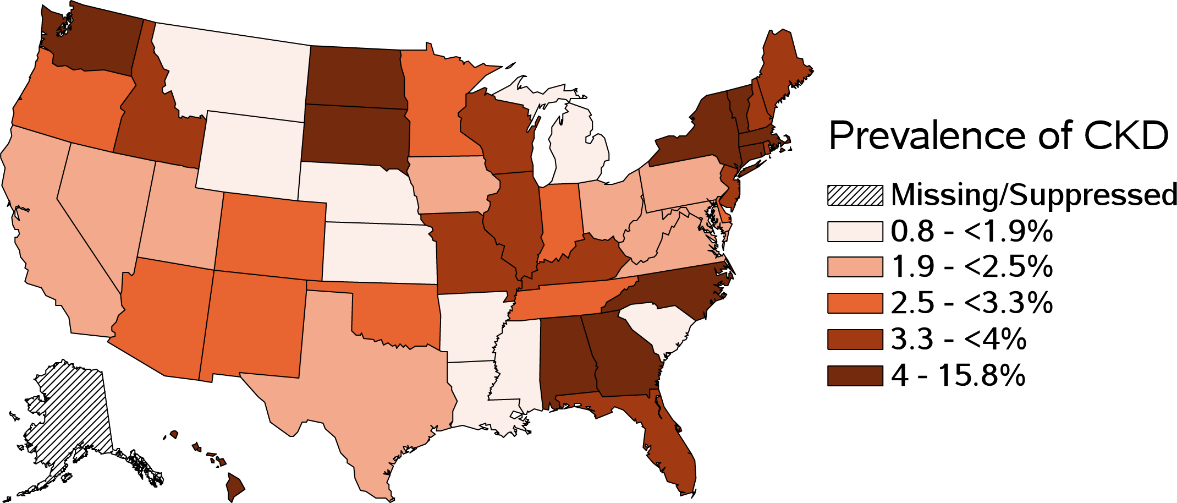 Prevalence of CKD
Missing/Suppressed
0.8 - <1.9%
1.9 - <2.5%
2.5 - <3.3%
3.3 - <4%
4 - 15.8%